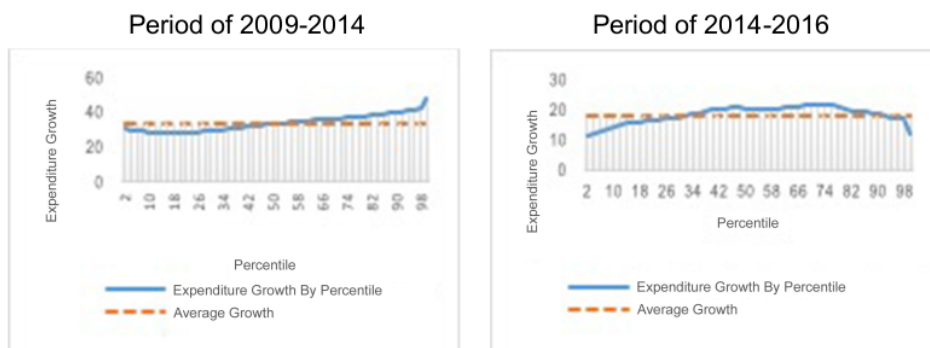 Period of 2009-2014
60
40
20
0
Expenditure Growth
2 10 18 26 34 42 50 58 66 74 82 90 98
Percentile
Expenditure Growth By Percentile
Average Growth
Period of 2014-2016
30
20
10
0
Expenditure Growth
2 10 18 26 34 42 50 58 66 74 82 90 98
Percentile
Expenditure Growth By Percentile
Average Growth